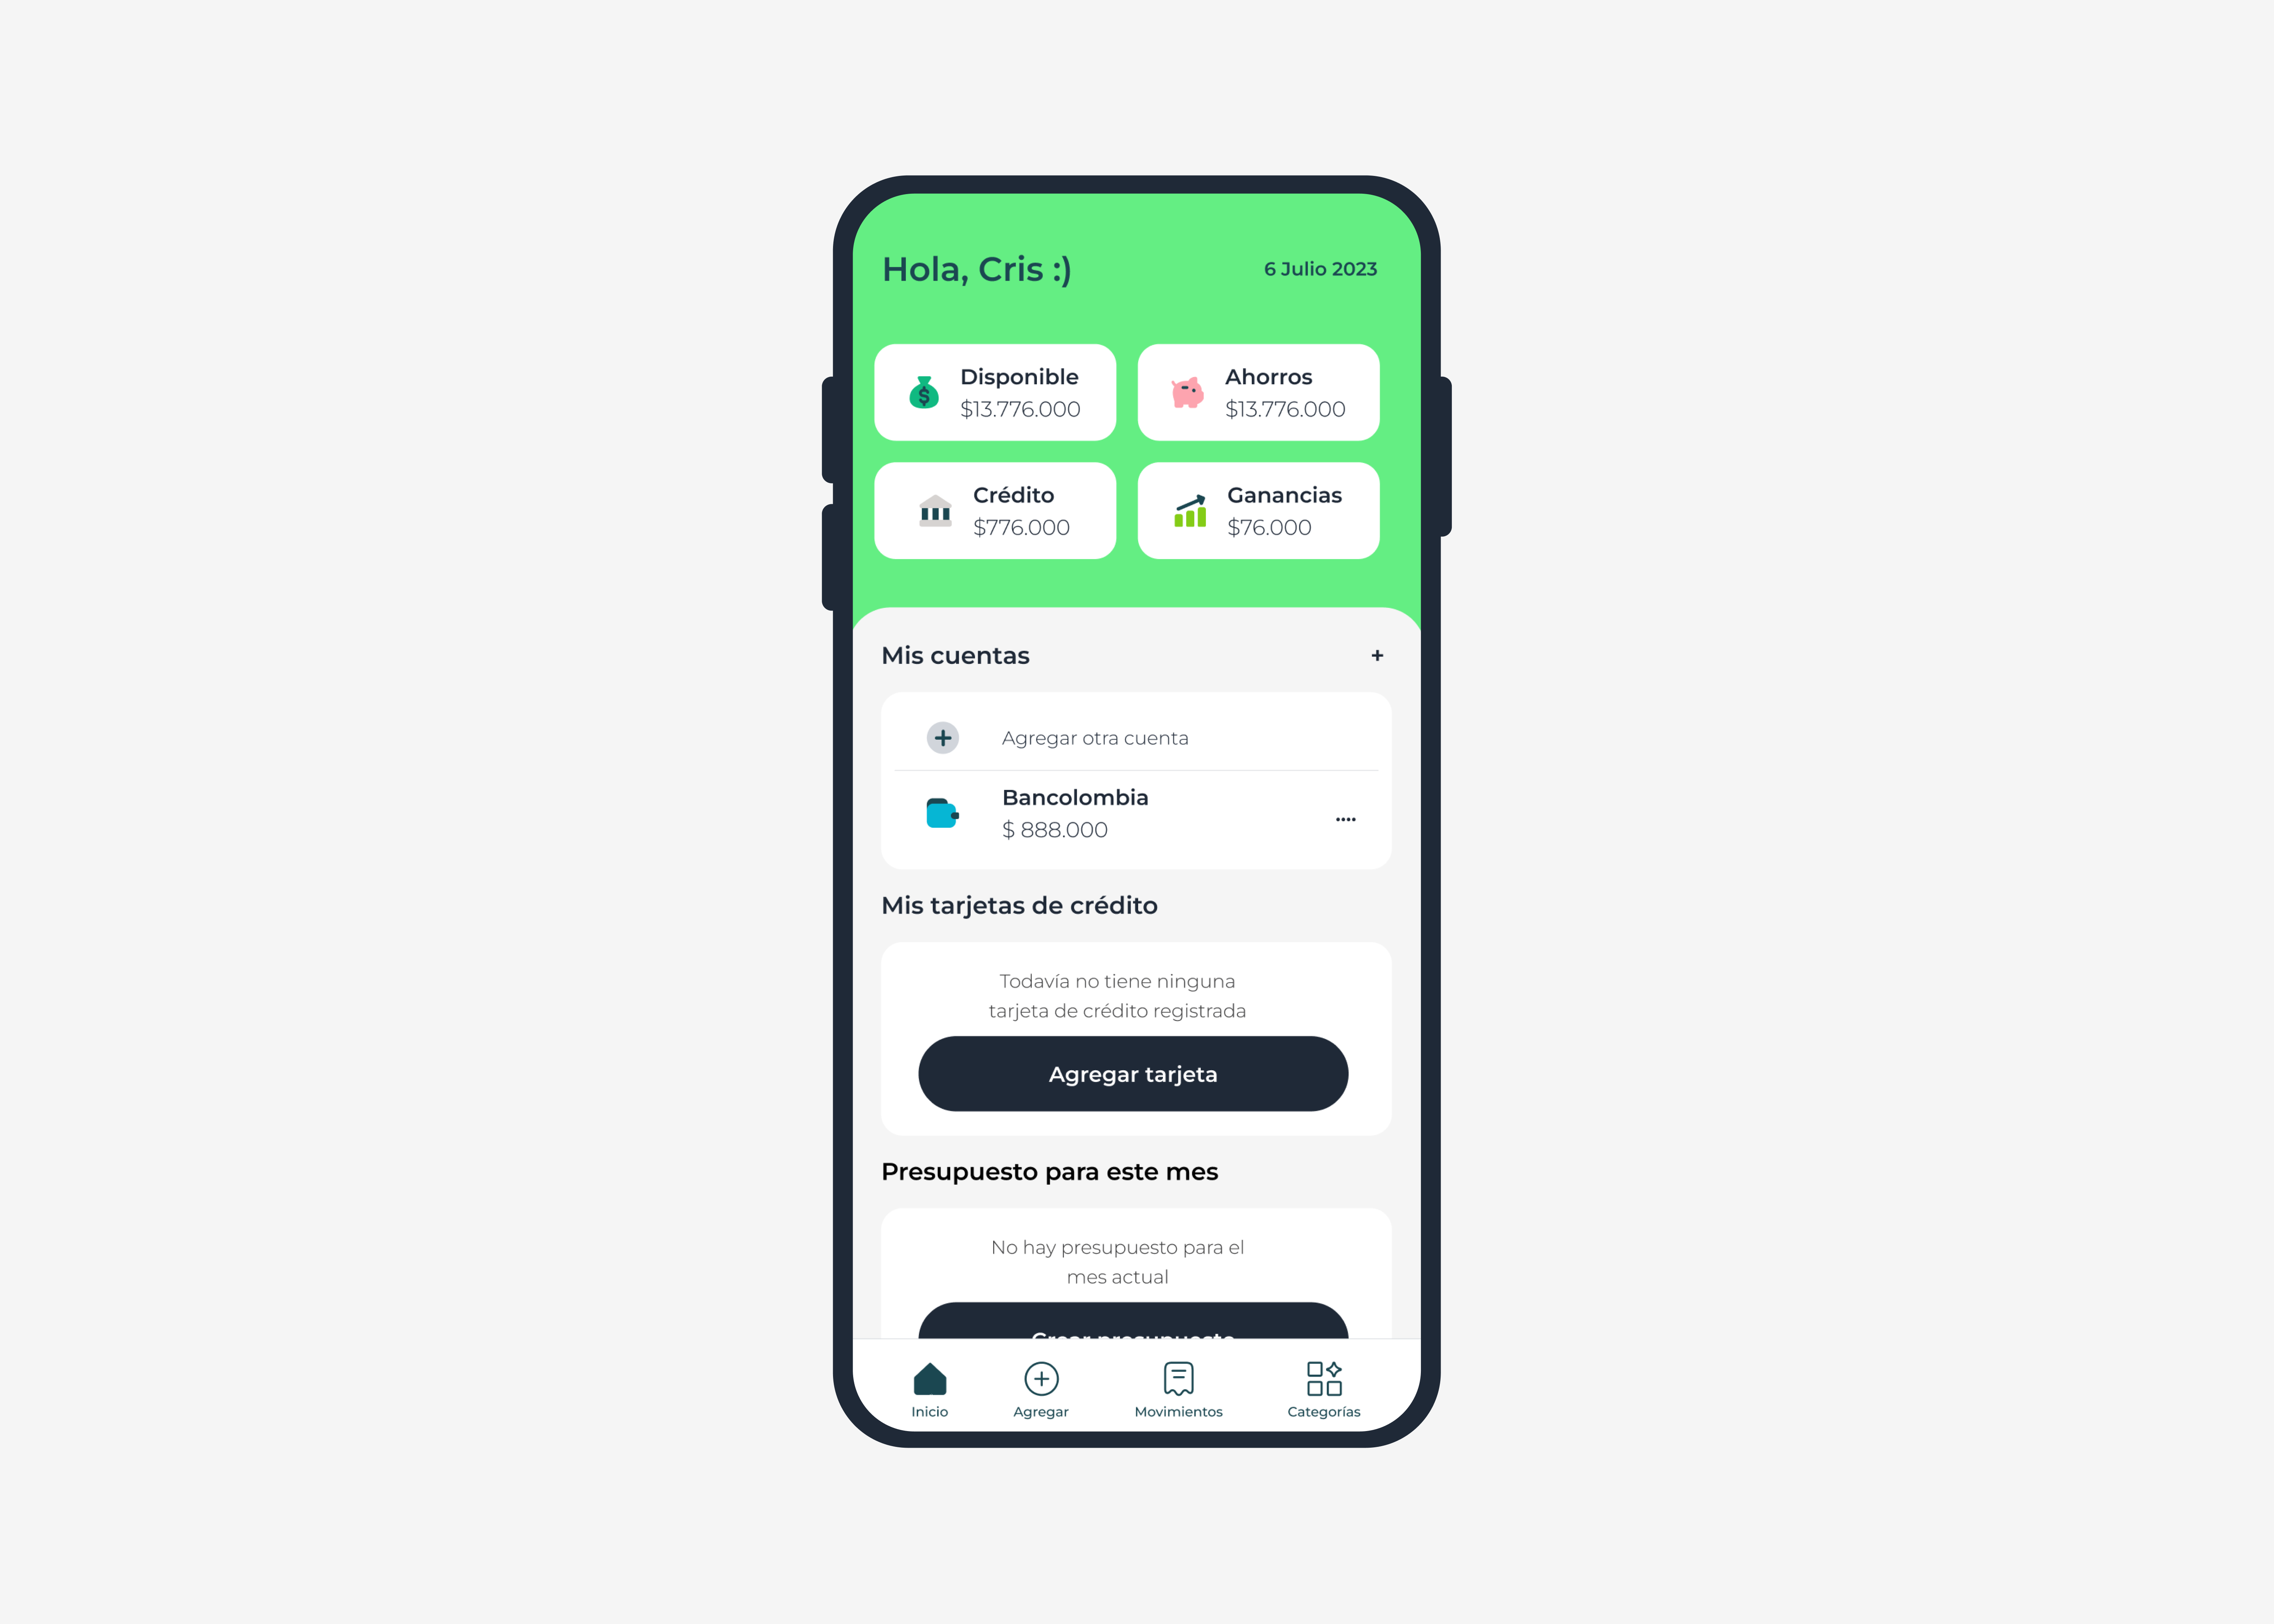 Hola, Cris :)
6 Julio 2023
Disponible
$13.776.000
Ahorros
$13.776.000
Crédito
$776.000
Ganancias
$76.000
Mis cuentas
+
Agregar otra cuenta
Bancolombia
$ 888.000
....
Mis tarjetas de crédito
Todavía no tiene ninguna
tarjeta de crédito registrada
Agregar tarjeta
Presupuesto para este mes
No hay presupuesto para el
mes actual
Crear presupuesto
Inicio
Agregar
Movimientos
Categorías